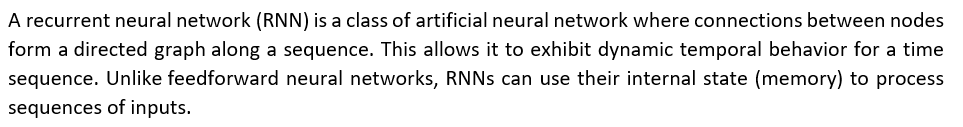 A recurrent neural network (RNN) is a class of artificial neural network where connections between nodes
form a directed graph along a sequence. This allows it to exhibit dynamic temporal behavior for a time
sequence. Unlike feedforward neural networks, RNNs can use their internal state (memory) to process
sequences of inputs.